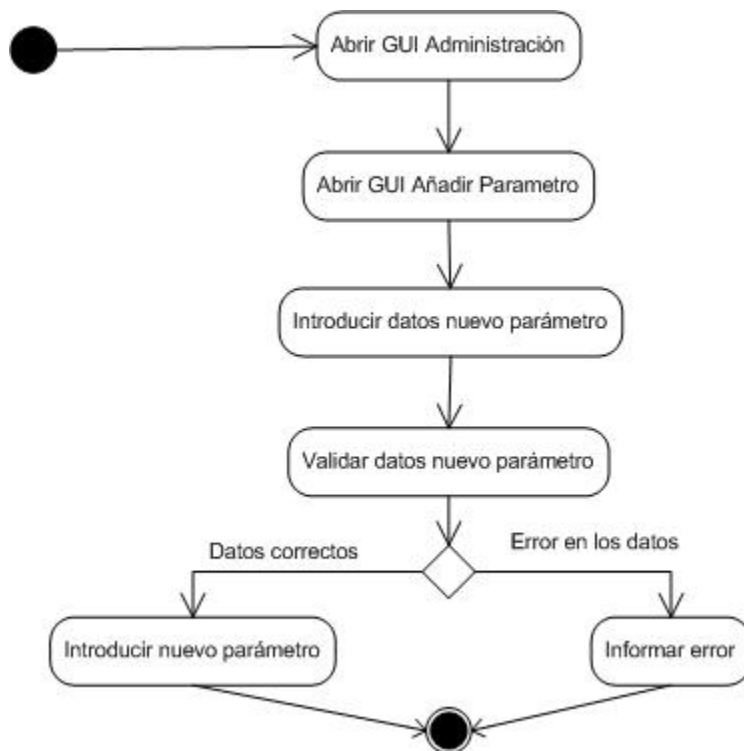 Abrir GUI Administración
Abrir GUI Añadir Parametro
Introducir datos nuevo parámetro
Validar datos nuevo parámetro
Datos correctos
Error en los datos
Introducir nuevo parámetro
Informar error